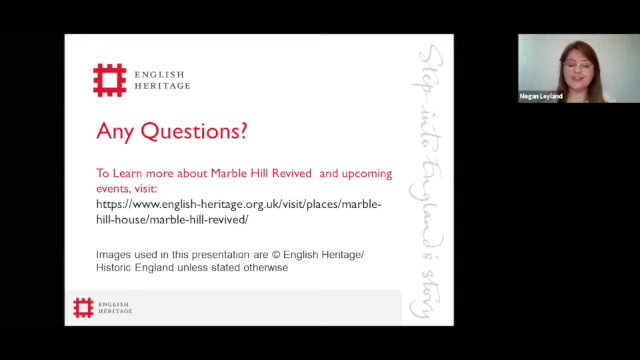 ENGLISH
HERITAGE
Any Questions?
To Learn more about Marble Hill Revived and upcoming
events, visit:
https://www.english-heritage.org.uk/visit/places/marble-
hill-house/marble-hill-revived/
Images used in this presentation are © English Heritage/
Historic England unless stated otherwise
ENGLISH
HERITAGE
Step into England's story
Megan Leyland